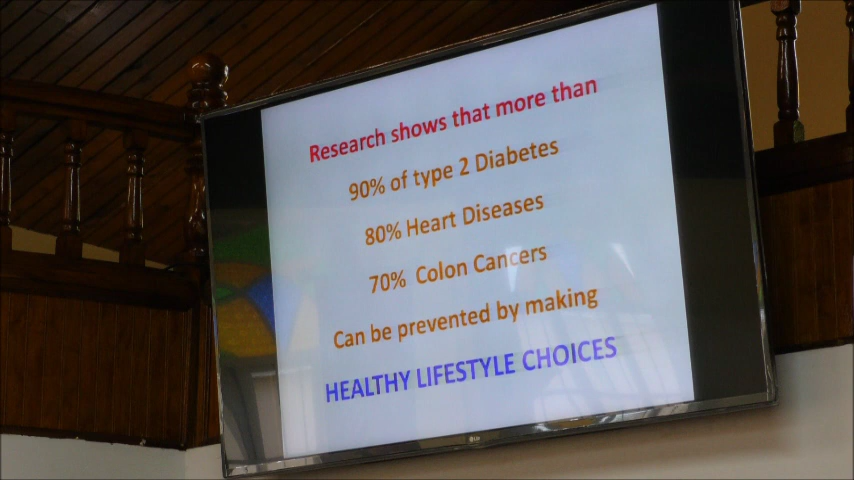 Research shows that more than
90% of type 2 Diabetes
80% Heart Diseases
70% Colon Cancers
Can be prevented by making
HEALTHY LIFESTYLE CHOICES
LG